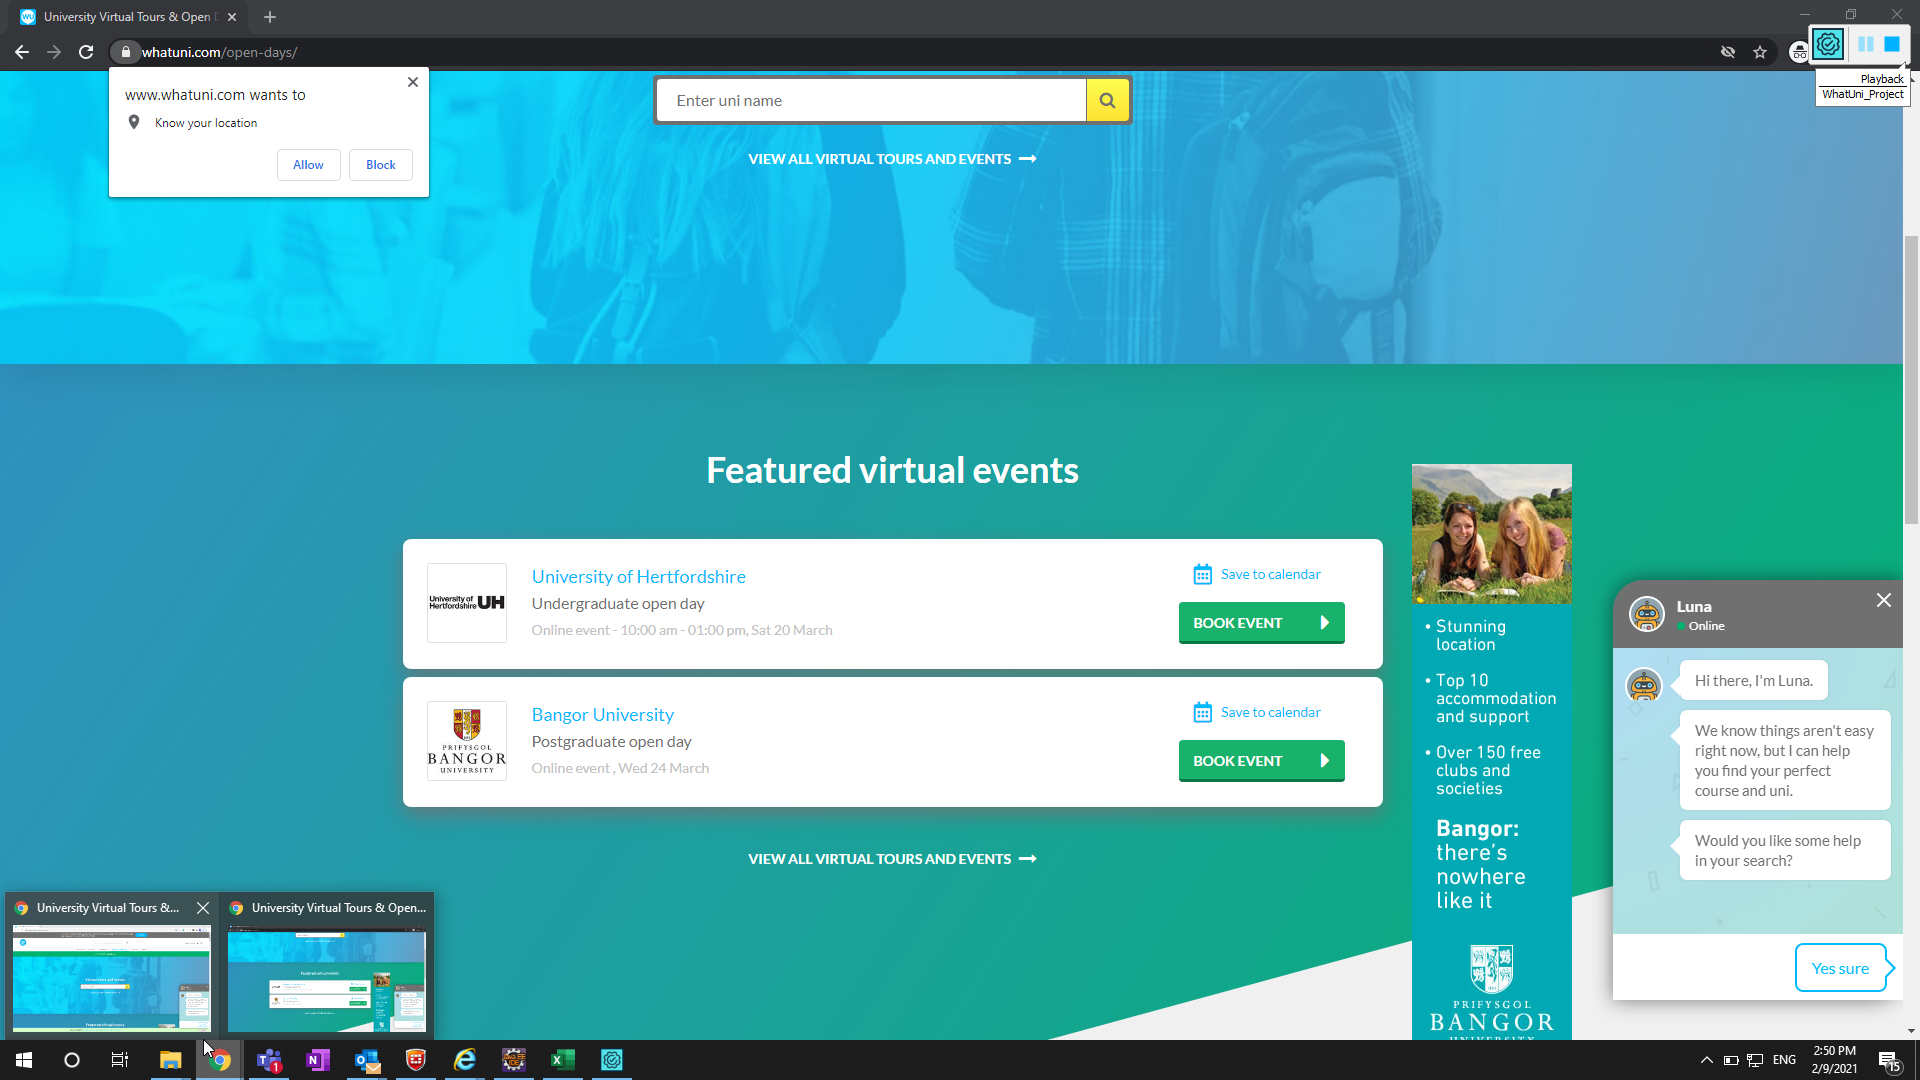 University Virtual Tours & Open D
whatuni.com/open-days/
Playback
WhatUni_Project
www.whatuni.com wants to
Know your location
Allow
Block
Enter uni name
VIEW ALL VIRTUAL TOURS AND EVENTS
Featured virtual events
University of Hertfordshire UH
University of Hertfordshire
Undergraduate open day
Online event - 10:00 am - 01:00 pm, Sat 20 March
Save to calendar
BOOK EVENT
PRIFYSGOL
BANGOR
UNIVERSITY
Bangor University
Postgraduate open day
Online event , Wed 24 March
Save to calendar
BOOK EVENT
VIEW ALL VIRTUAL TOURS AND EVENTS
• Stunning
location
• Top 10
accommodation
and support
• Over 150 free
clubs and
societies
Bangor:
there's
nowhere
like it
PRIFYSGOL
BANGOR
UNIVERSITY
Luna
Online
Hi there, I'm Luna.
We know things aren't easy
right now, but I can help
you find your perfect
course and uni.
Would you like some help
in your search?
Yes sure
University Virtual Tours &...
University Virtual Tours & Open...
ENG
2:50 PM
2/9/2021
15